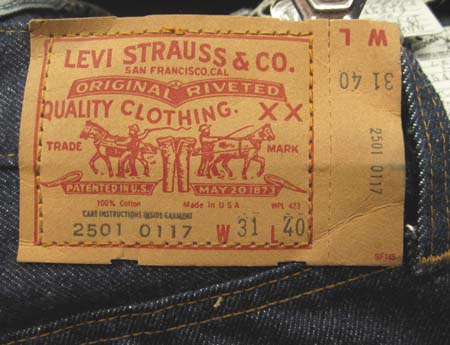 LEVI STRAUSS & CO.
SAN FRANCISCO, CAL
ORIGINAL RIVETED
QUALITY CLOTHING. XX
TRADE MARK
PATENTED IN U.S. MAY 20 1873
100% Cotton Made in U S A WPL 423
CARE INSTRUCTIONS INSIDE GARMENT
2501 0117 W 31 L 40
W L
31 40
2501 0117